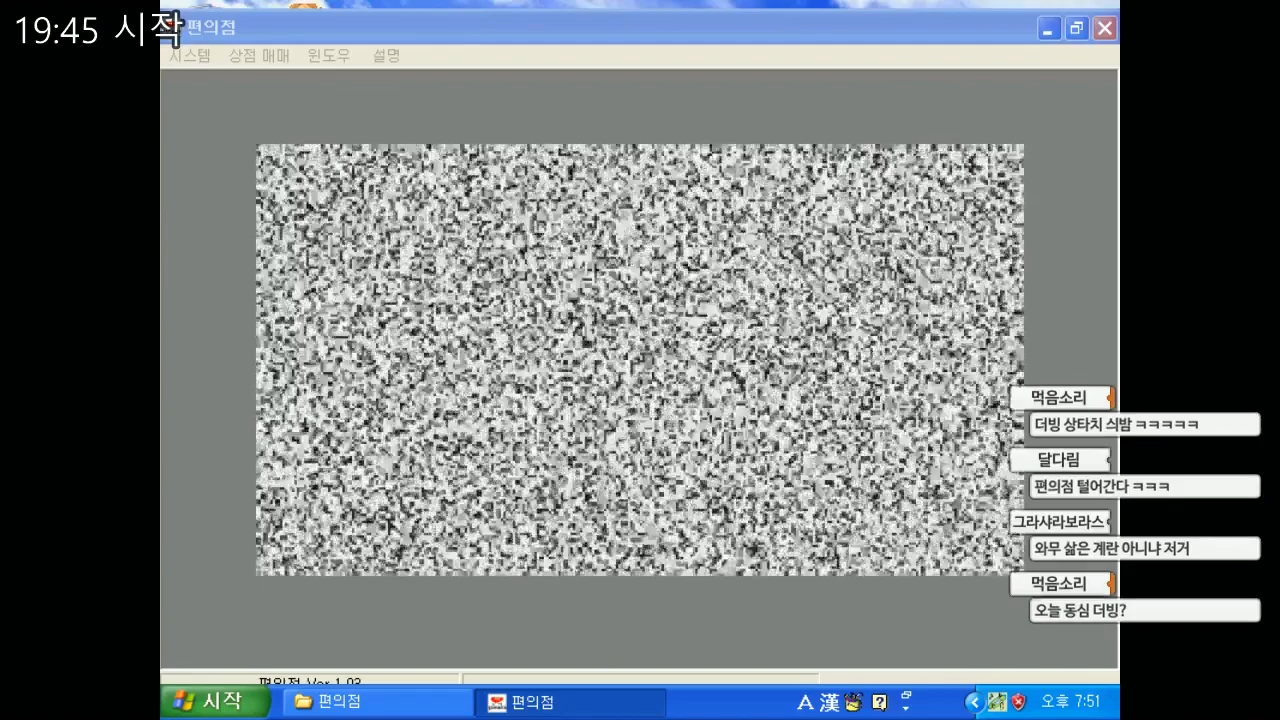 19:45 시작
편의점
시스템 상점 매매 윈도우 설명
먹음소리
더빙 상타치 싀밤 ㅋㅋㅋㅋㅋ
달다림
편의점 털어간다 ㅋㅋㅋ
그라샤라보라스
와무 삶은 계란 아니냐 저거
먹음소리
오늘 동심 더빙?
편의점 Ver 1.03
시작 편의점 편의점 A 漢 오후 7:51